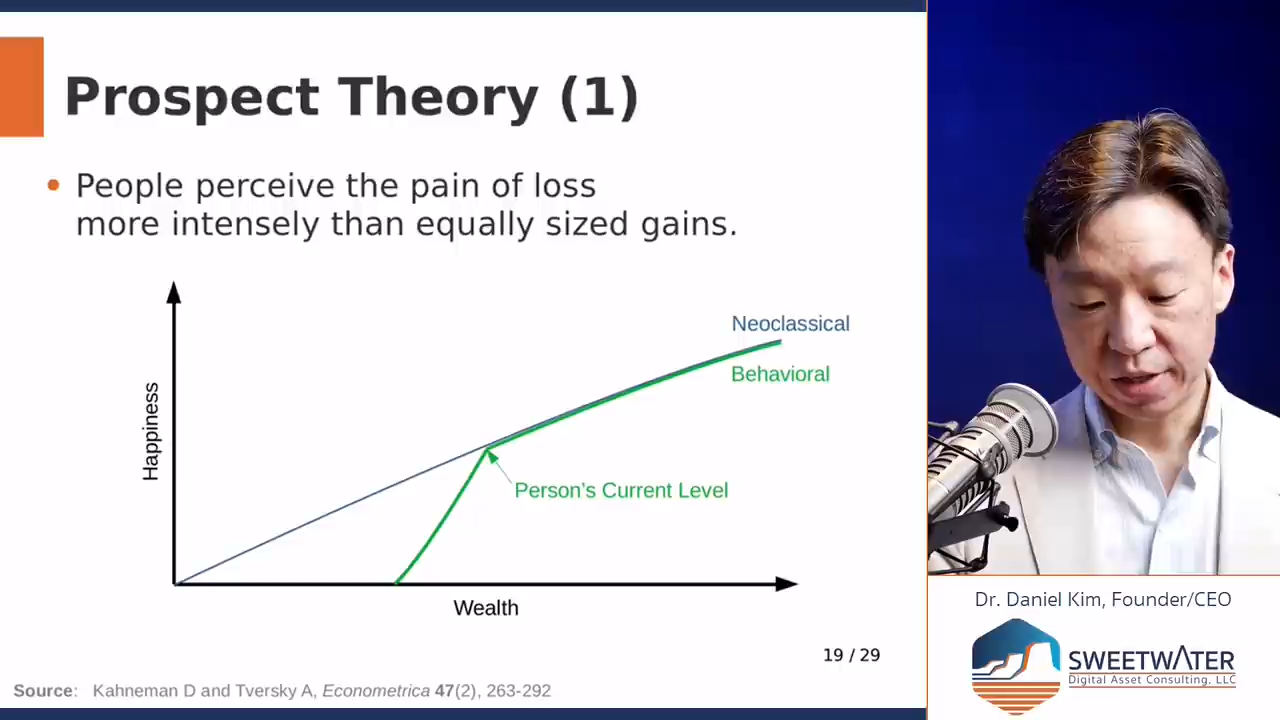 Prospect Theory (1)
• People perceive the pain of loss
more intensely than equally sized gains.
Neoclassical
Behavioral
Happiness
Person's Current Level
Wealth
19 / 29
Source: Kahneman D and Tversky A, Econometrica 47(2), 263-292
Dr. Daniel Kim, Founder/CEO
SWEETWATER
Digital Asset Consulting, LLC